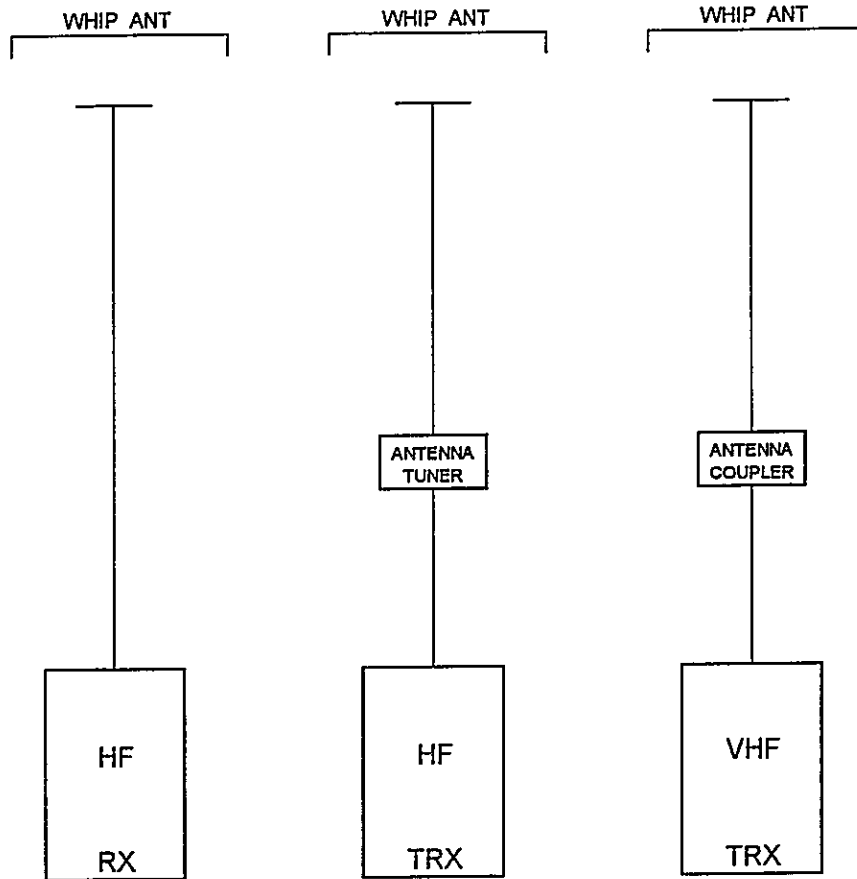 WHIP ANT
WHIP ANT
WHIP ANT
ANTENNA
TUNER
ANTENNA
COUPLER
HF
RX
HF
TRX
VHF
TRX